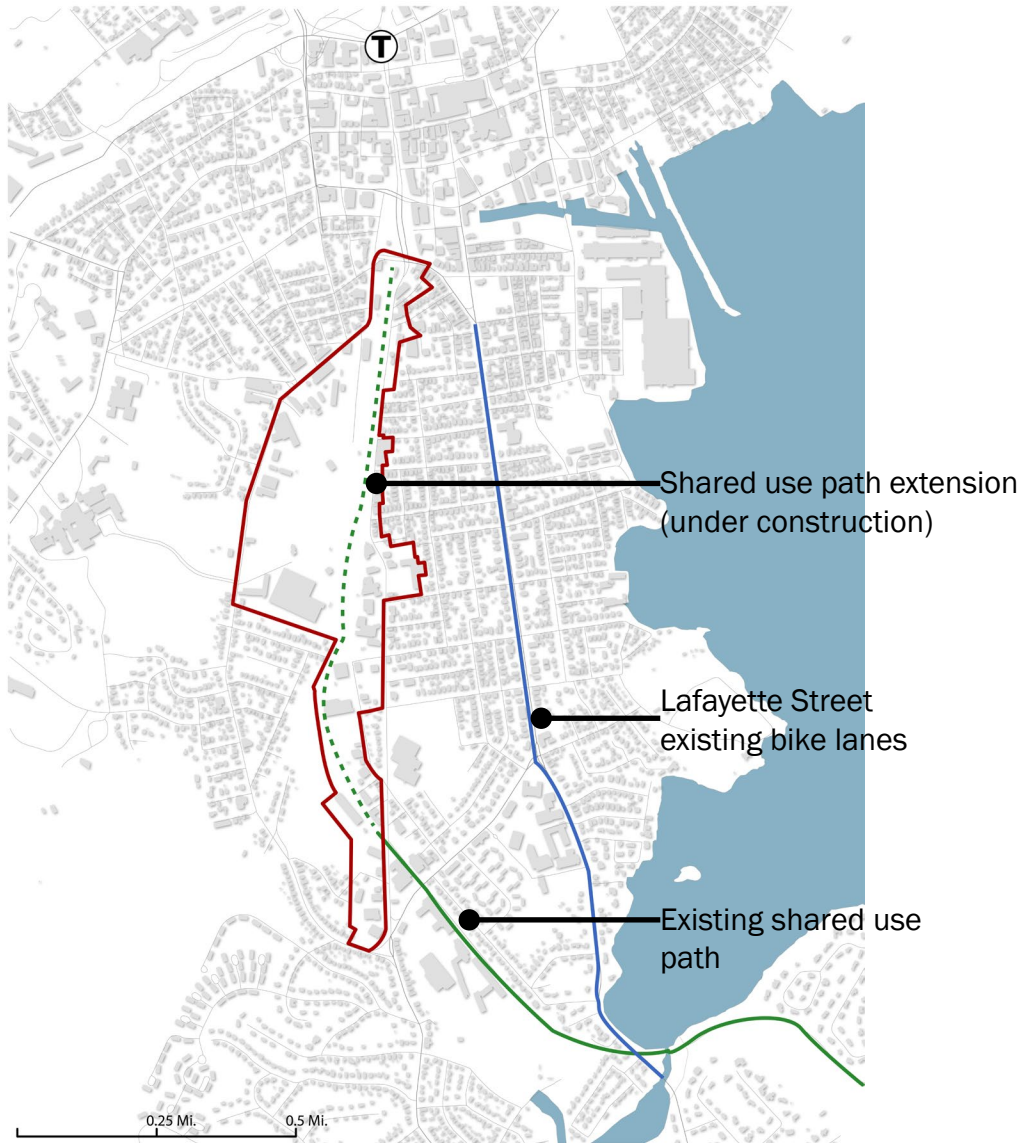 T
Shared use path extension
(under construction)
Lafayette Street
existing bike lanes
Existing shared use
path
0.25 Mi.
0.5 Mi.